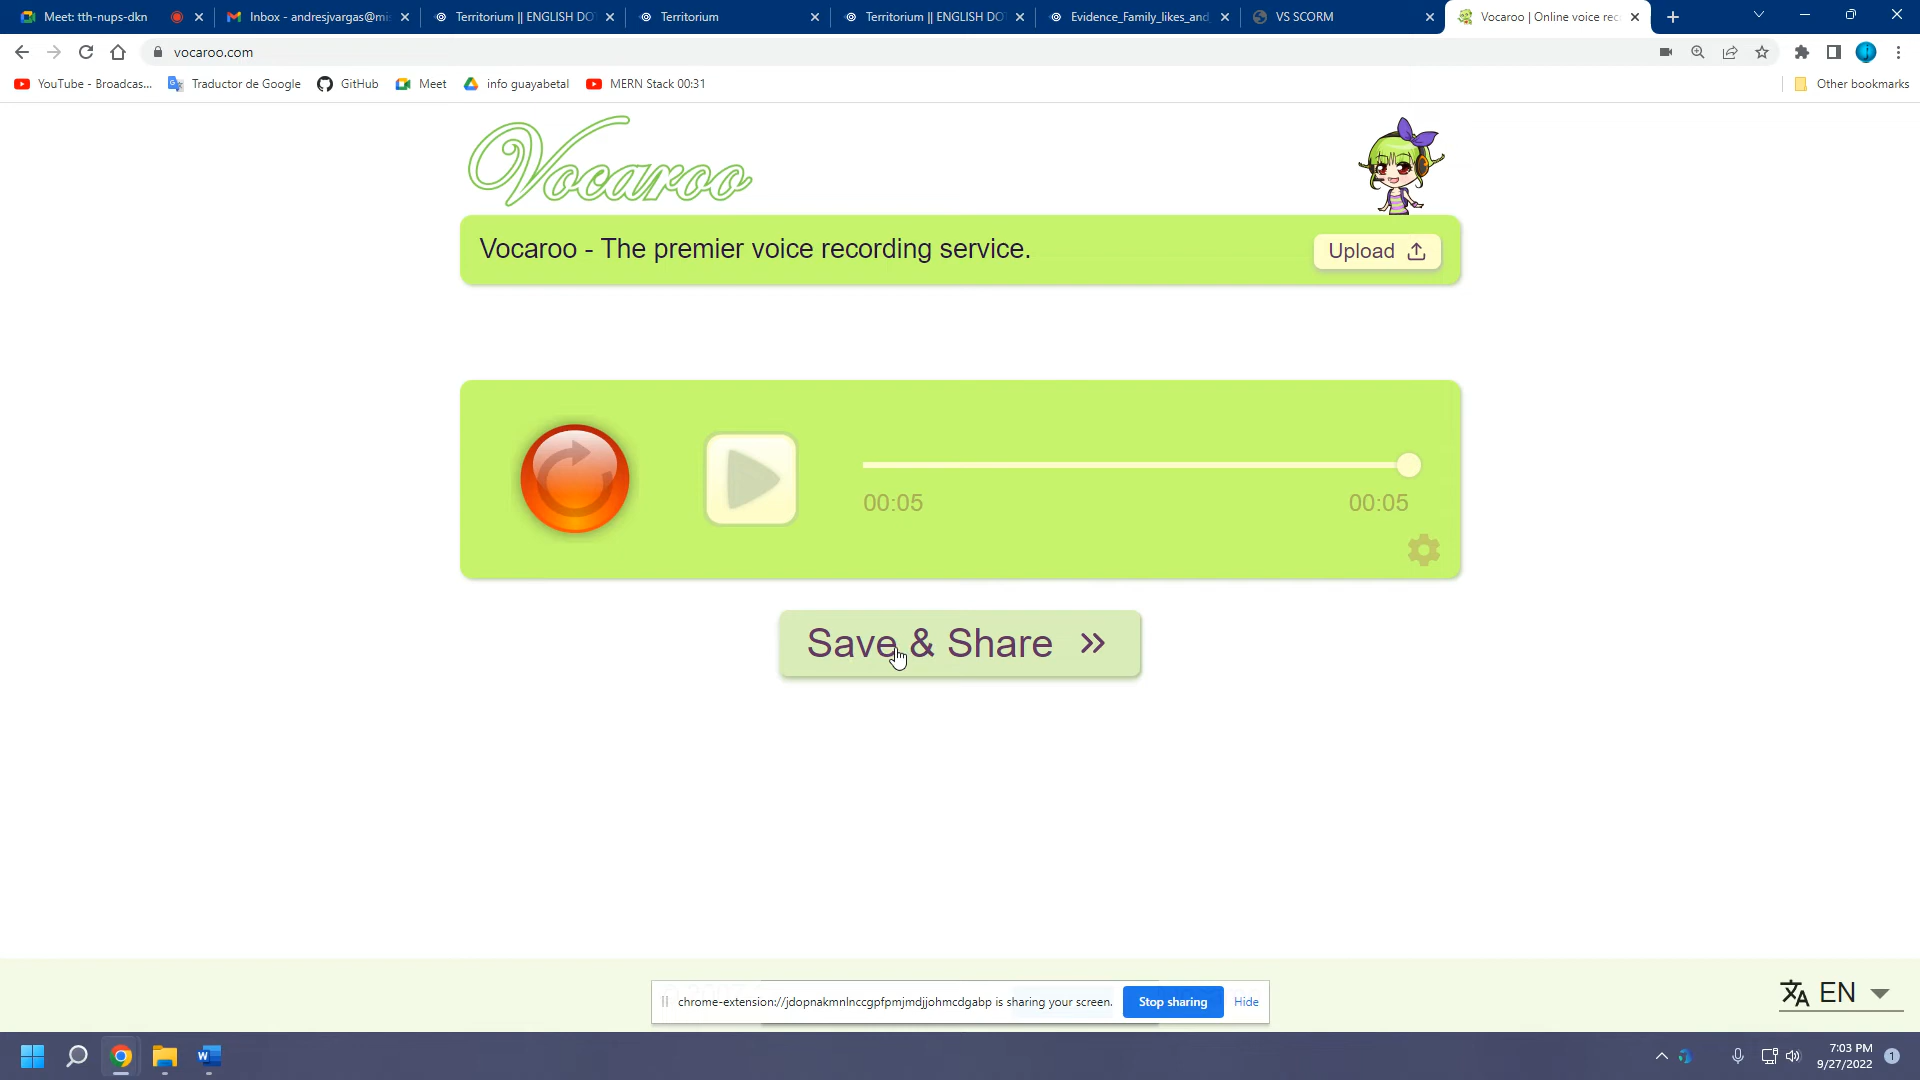 Meet: tth-nups-dkn
Inbox - andresjvargas@mi
Territorium || ENGLISH DO
Territorium
Territorium || ENGLISH DO
Evidence_Family_likes_and
VS SCORM
Vocaroo | Online voice rec
vocaroo.com
YouTube - Broadcas...
Traductor de Google
GitHub
Meet
info guayabetal
MERN Stack 00:31
Other bookmarks
Vocaroo
Vocaroo - The premier voice recording service.
Upload
00:05
00:05
Save & Share
EN
chrome-extension://jdopnakmnlnccgpfpmjmdjjohmcdgabp is sharing your screen.
Stop sharing
Hide
7:03 PM
9/27/2022
1